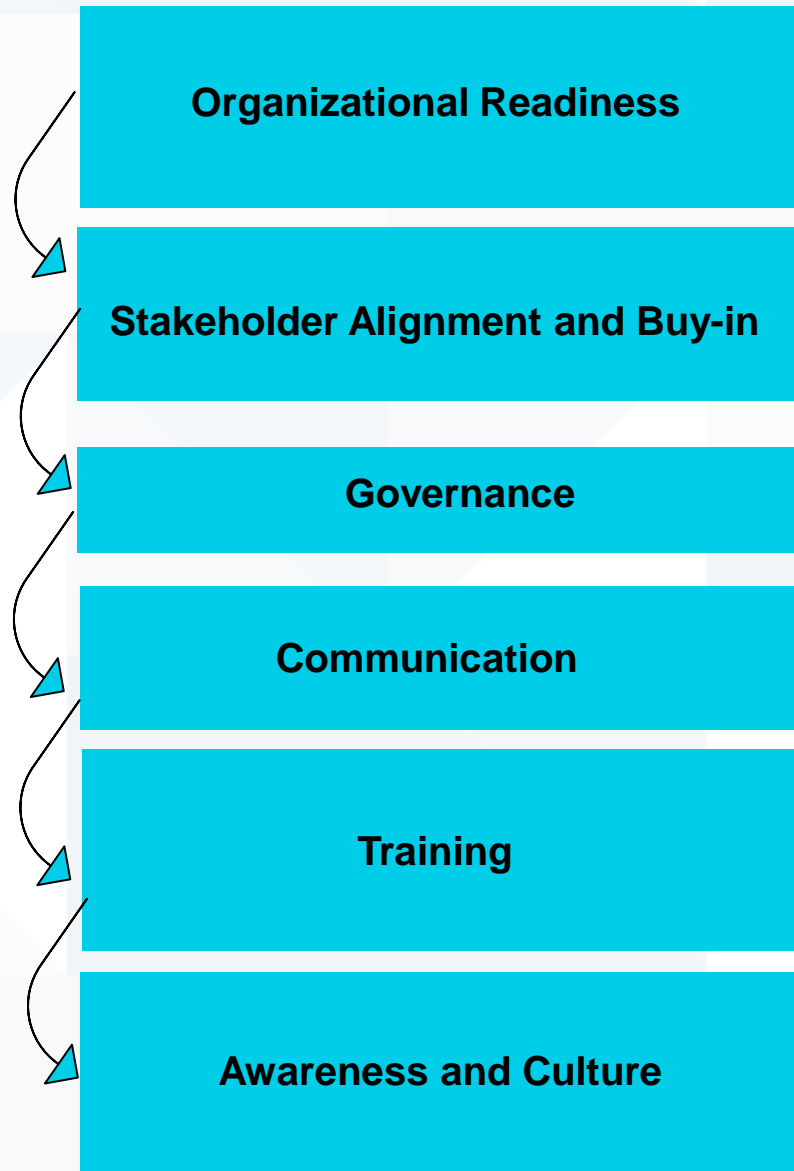 Organizational Readiness
Stakeholder Alignment and Buy-in
Governance
Communication
Training
Awareness and Culture